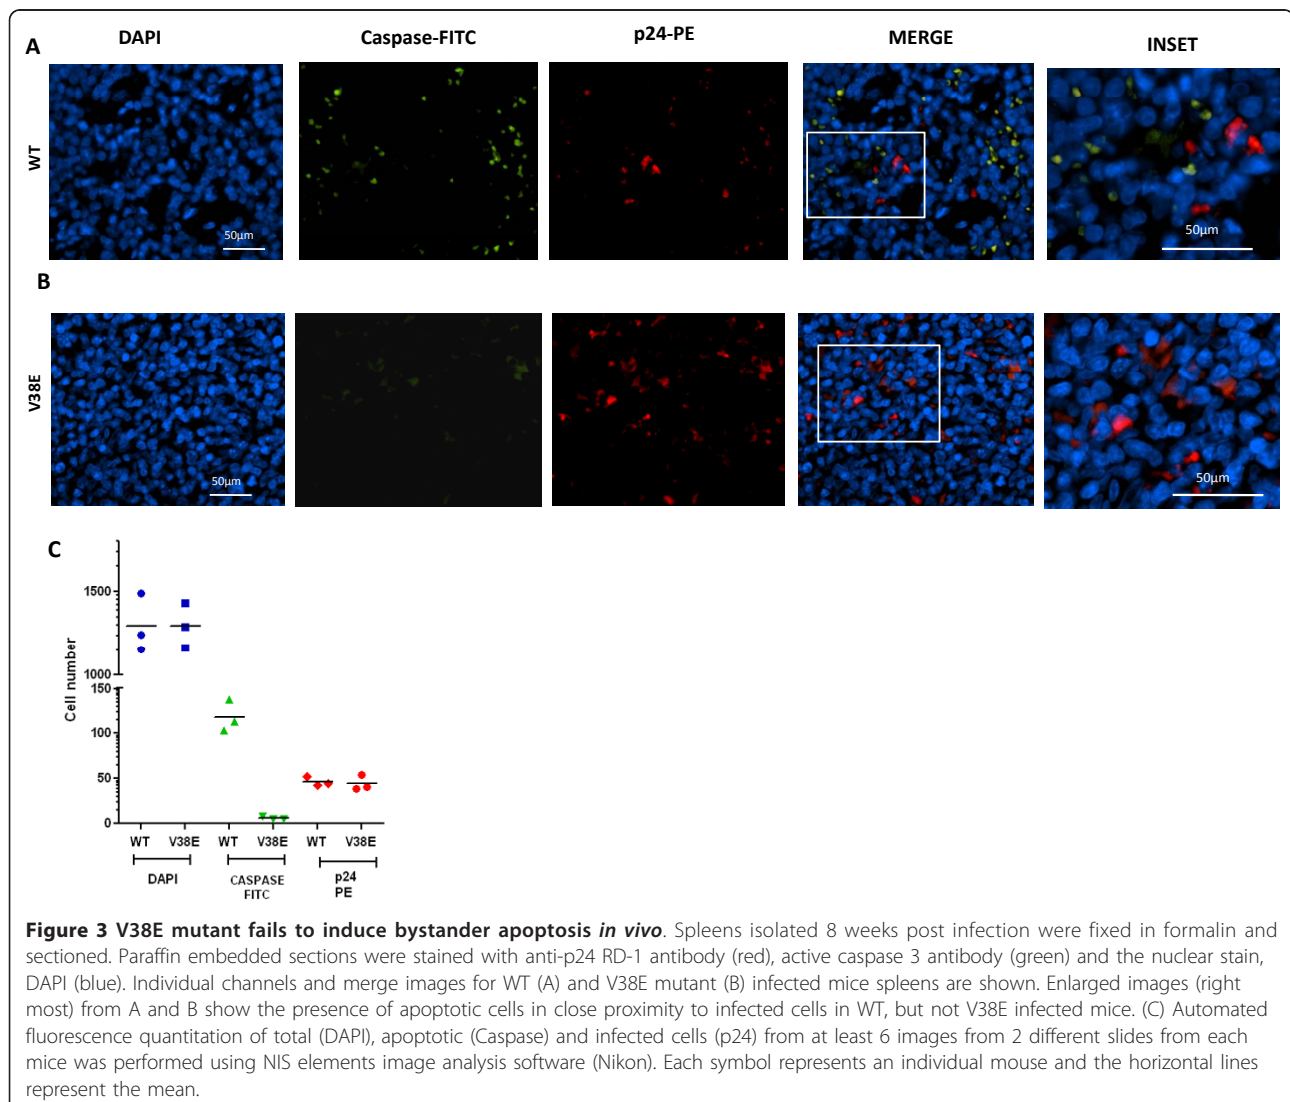 A DAPI Caspase-FITC p24-PE MERGE INSET
WT
50µm
50µm
B
V38E
50µm
50µm
C
Cell number
1500
1000
150
100
50
0
WT V38E WT V38E WT V38E
DAPI CASPASE FITC p24 PE
Figure 3 V38E mutant fails to induce bystander apoptosis in vivo. Spleens isolated 8 weeks post infection were fixed in formalin and
sectioned. Paraffin embedded sections were stained with anti-p24 RD-1 antibody (red), active caspase 3 antibody (green) and the nuclear stain,
DAPI (blue). Individual channels and merge images for WT (A) and V38E mutant (B) infected mice spleens are shown. Enlarged images (right
most) from A and B show the presence of apoptotic cells in close proximity to infected cells in WT, but not V38E infected mice. (C) Automated
fluorescence quantitation of total (DAPI), apoptotic (Caspase) and infected cells (p24) from at least 6 images from 2 different slides from each
mice was performed using NIS elements image analysis software (Nikon). Each symbol represents an individual mouse and the horizontal lines
represent the mean.